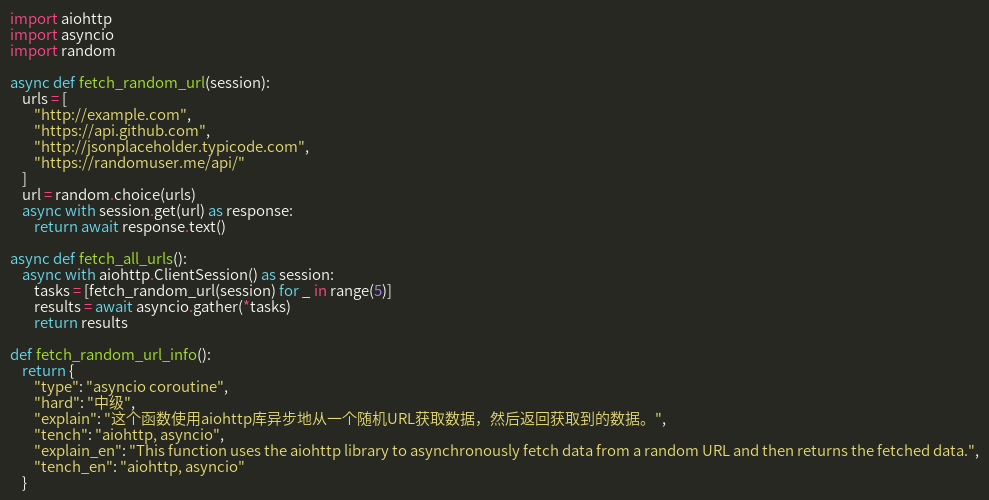 import aiohttp
import asyncio
import random

async def fetch_random_url(session):
    urls = [
        "http://example.com",
        "https://api.github.com",
        "http://jsonplaceholder.typicode.com",
        "https://randomuser.me/api/"
    ]
    url = random.choice(urls)
    async with session.get(url) as response:
        return await response.text()

async def fetch_all_urls():
    async with aiohttp.ClientSession() as session:
        tasks = [fetch_random_url(session) for _ in range(5)]
        results = await asyncio.gather(*tasks)
        return results

def fetch_random_url_info():
    return {
        "type": "asyncio coroutine",
        "hard": "中级",
        "explain": "这个函数使用aiohttp库异步地从一个随机URL获取数据，然后返回获取到的数据。",
        "tench": "aiohttp, asyncio",
        "explain_en": "This function uses the aiohttp library to asynchronously fetch data from a random URL and then returns the fetched data.",
        "tench_en": "aiohttp, asyncio"
    }